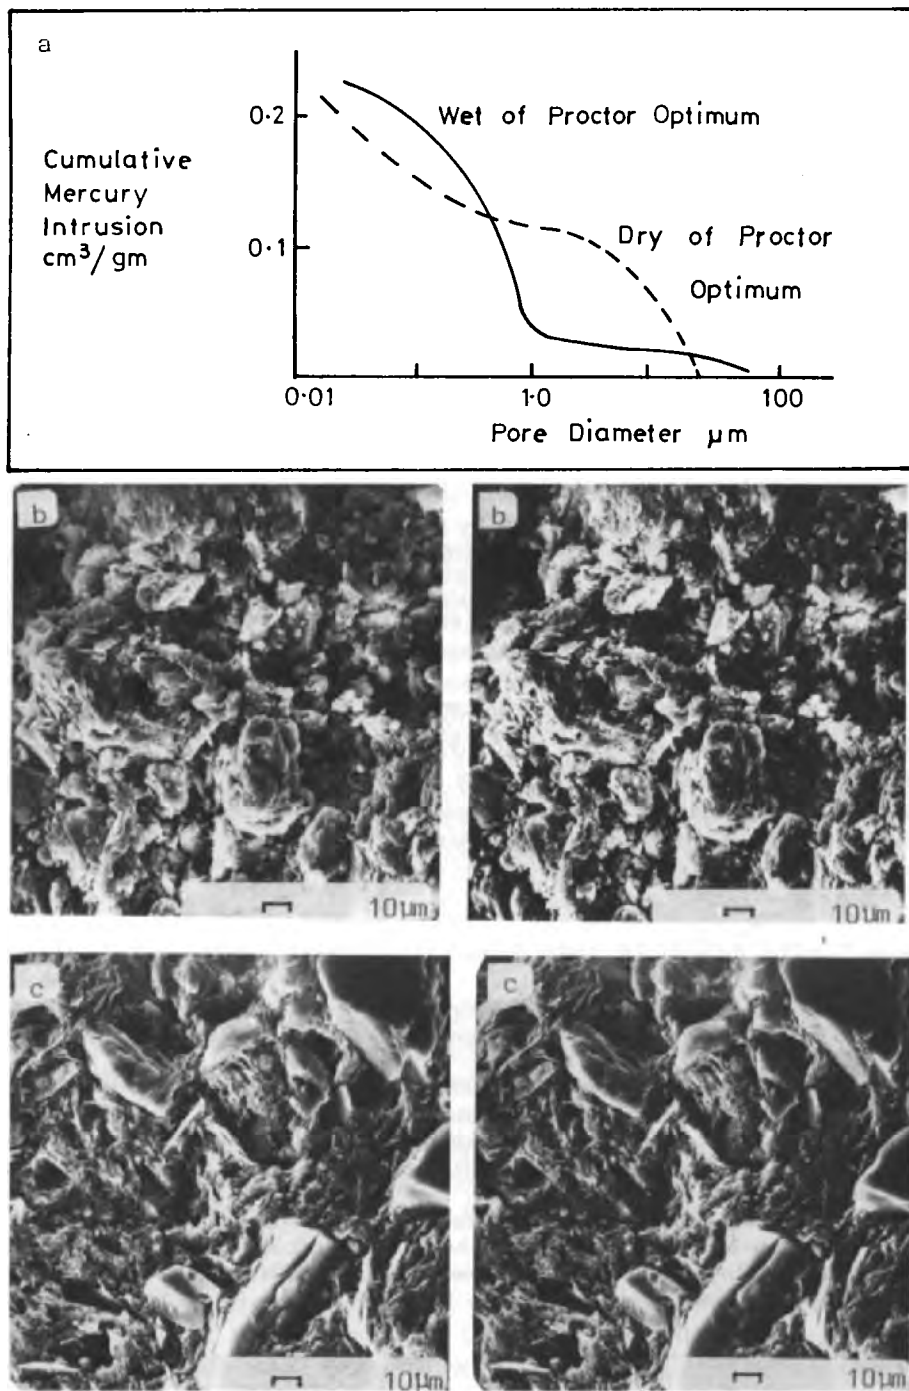 a
0·2
Wet of Proctor Optimum
Cumulative
Mercury
Intrusion
cm³/gm
0·1
Dry of Proctor
Optimum
0·01
1·0
100
Pore Diameter µm
b
b
10µm
10µm
c
c
10µm
10µm